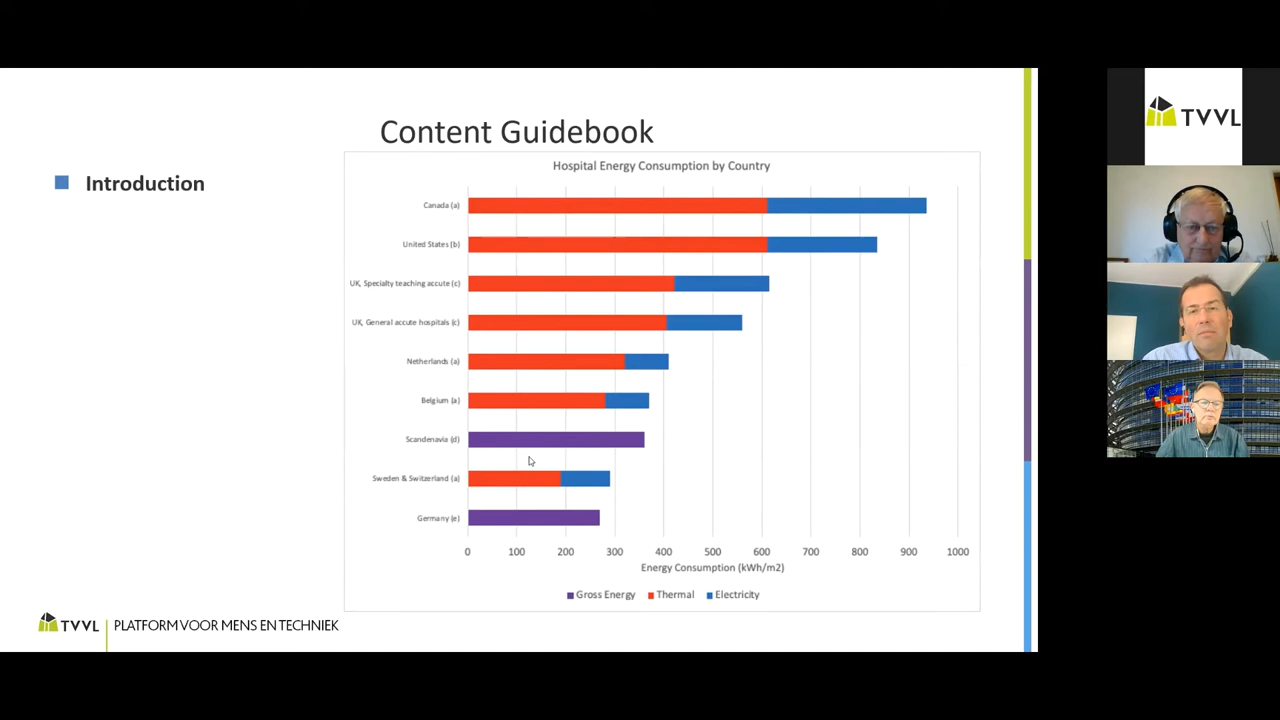 Content Guidebook
Introduction
Hospital Energy Consumption by Country
Canada (a)
United States (b)
UK, Specialty teaching accute (c)
UK, General accute hospitals (c)
Netherlands (a)
Belgium (a)
Scandenavia (d)
Sweden & Switzerland (a)
Germany (e)
0 100 200 300 400 500 600 700 800 900 1000
Energy Consumption (kWh/m2)
Gross Energy Thermal Electricity
TVVL PLATFORM VOOR MENS EN TECHNIEK
TVVL